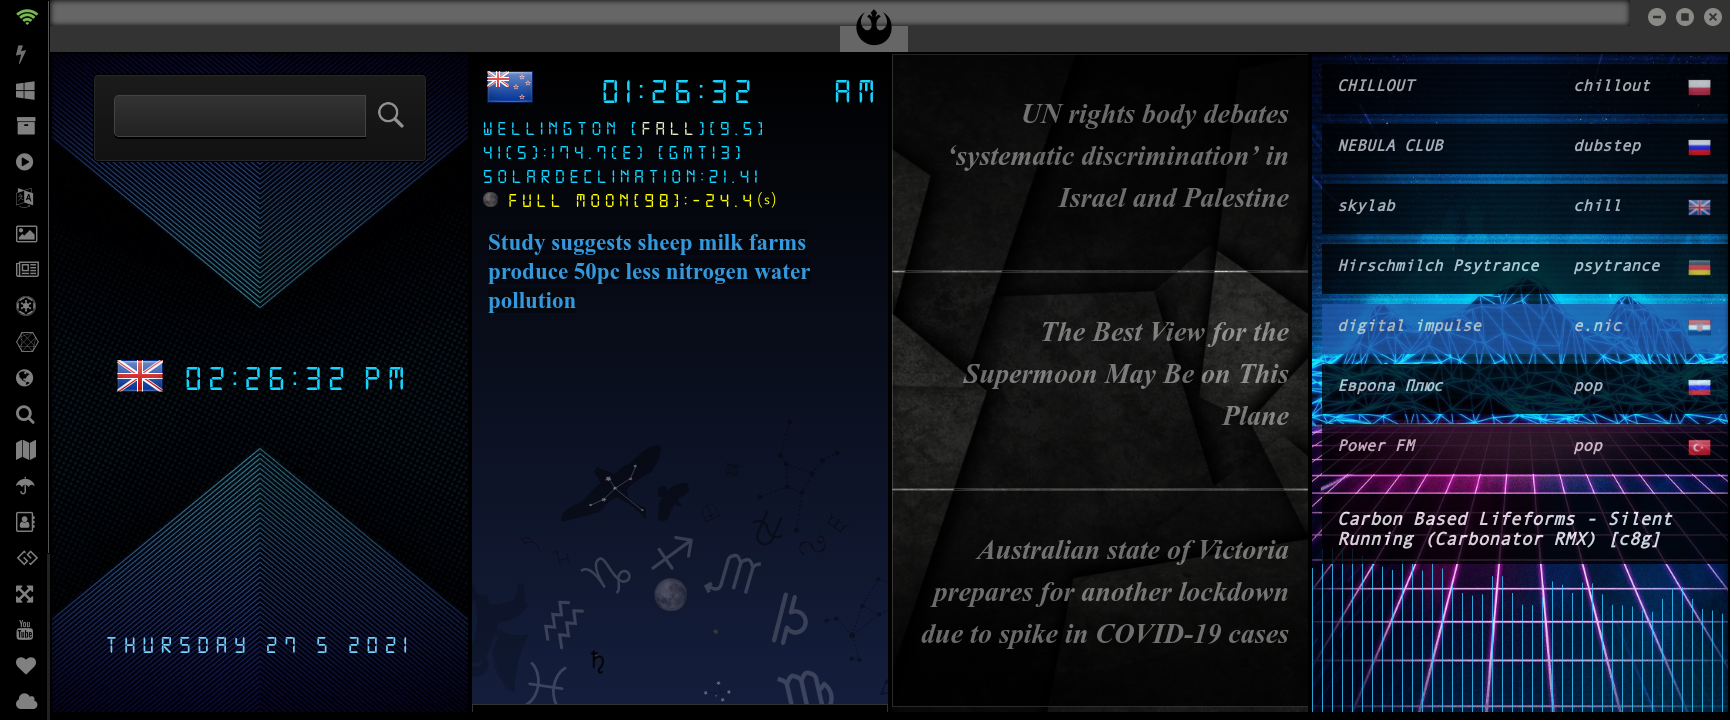 02:26:32 PM
THURSDAY 27 5 2021
01:26:32 AM
WELLINGTON [FALL][9.5]
41(S):174.7(E) [GMT13]
SOLARDECLINATION:21.41
FULL MOON[98]:-24.4(s)
Study suggests sheep milk farms
produce 50pc less nitrogen water
pollution
UN rights body debates
‘systematic discrimination’ in
Israel and Palestine
The Best View for the
Supermoon May Be on This
Plane
Australian state of Victoria
prepares for another lockdown
due to spike in COVID-19 cases
CHILLOUT chillout
NEBULA CLUB dubstep
skylab chill
Hirschmilch Psytrance psytrance
digital impulse e.nic
Европа Плюс pop
Power FM pop
Carbon Based Lifeforms - Silent
Running (Carbonator RMX) [c8g]
You
Tube